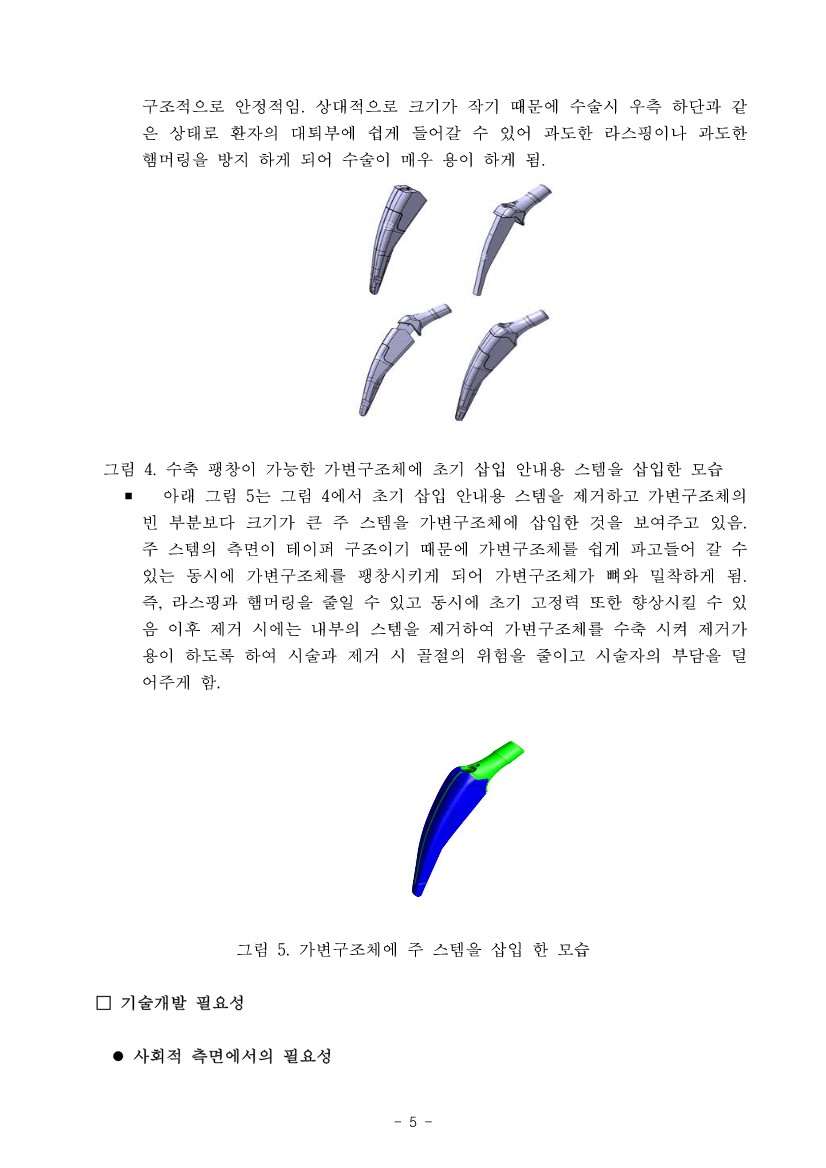 구조적으로 안정적임. 상대적으로 크기가 작기 때문에 수술시 우측 하단과 같
은 상태로 환자의 대퇴부에 쉽게 들어갈 수 있어 과도한 라스핑이나 과도한
햄머링을 방지 하게 되어 수술이 매우 용이 하게 됨.
그림 4. 수축 팽창이 가능한 가변구조체에 초기 삽입 안내용 스템을 삽입한 모습
▪ 아래 그림 5는 그림 4에서 초기 삽입 안내용 스템을 제거하고 가변구조체의
빈 부분보다 크기가 큰 주 스템을 가변구조체에 삽입한 것을 보여주고 있음.
주 스템의 측면이 테이퍼 구조이기 때문에 가변구조체를 쉽게 파고들어 갈 수
있는 동시에 가변구조체를 팽창시키게 되어 가변구조체가 뼈와 밀착하게 됨.
즉, 라스핑과 햄머링을 줄일 수 있고 동시에 초기 고정력 또한 향상시킬 수 있
음 이후 제거 시에는 내부의 스템을 제거하여 가변구조체를 수축 시켜 제거가
용이 하도록 하여 시술과 제거 시 골절의 위험을 줄이고 시술자의 부담을 덜
어주게 함.
그림 5. 가변구조체에 주 스템을 삽입 한 모습
□ 기술개발 필요성
● 사회적 측면에서의 필요성
- 5 -